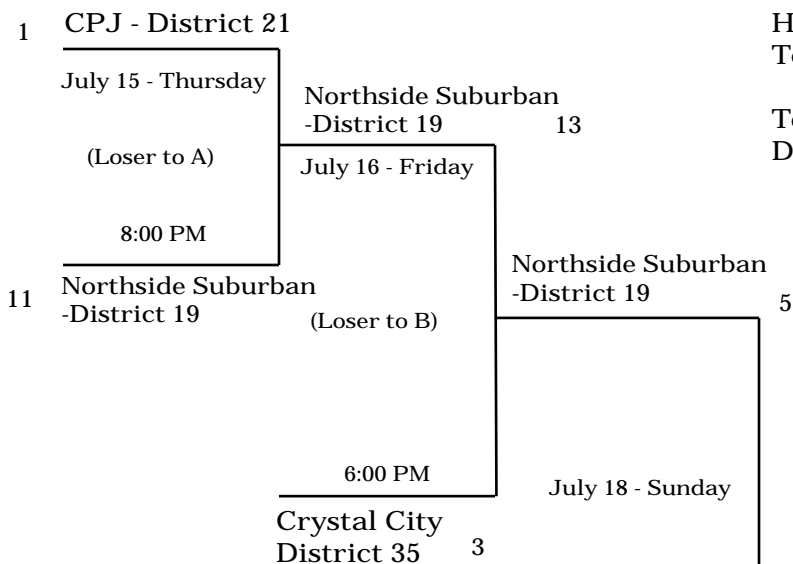 1
CPJ - District 21
H
July 15 - Thursday
Northside Suburban
-District 19
13
(Loser to A)
July 16 - Friday
8:00 PM
11
Northside Suburban
-District 19
(Loser to B)
Northside Suburban
-District 19
5
6:00 PM
July 18 - Sunday
Crystal City
District 35
3